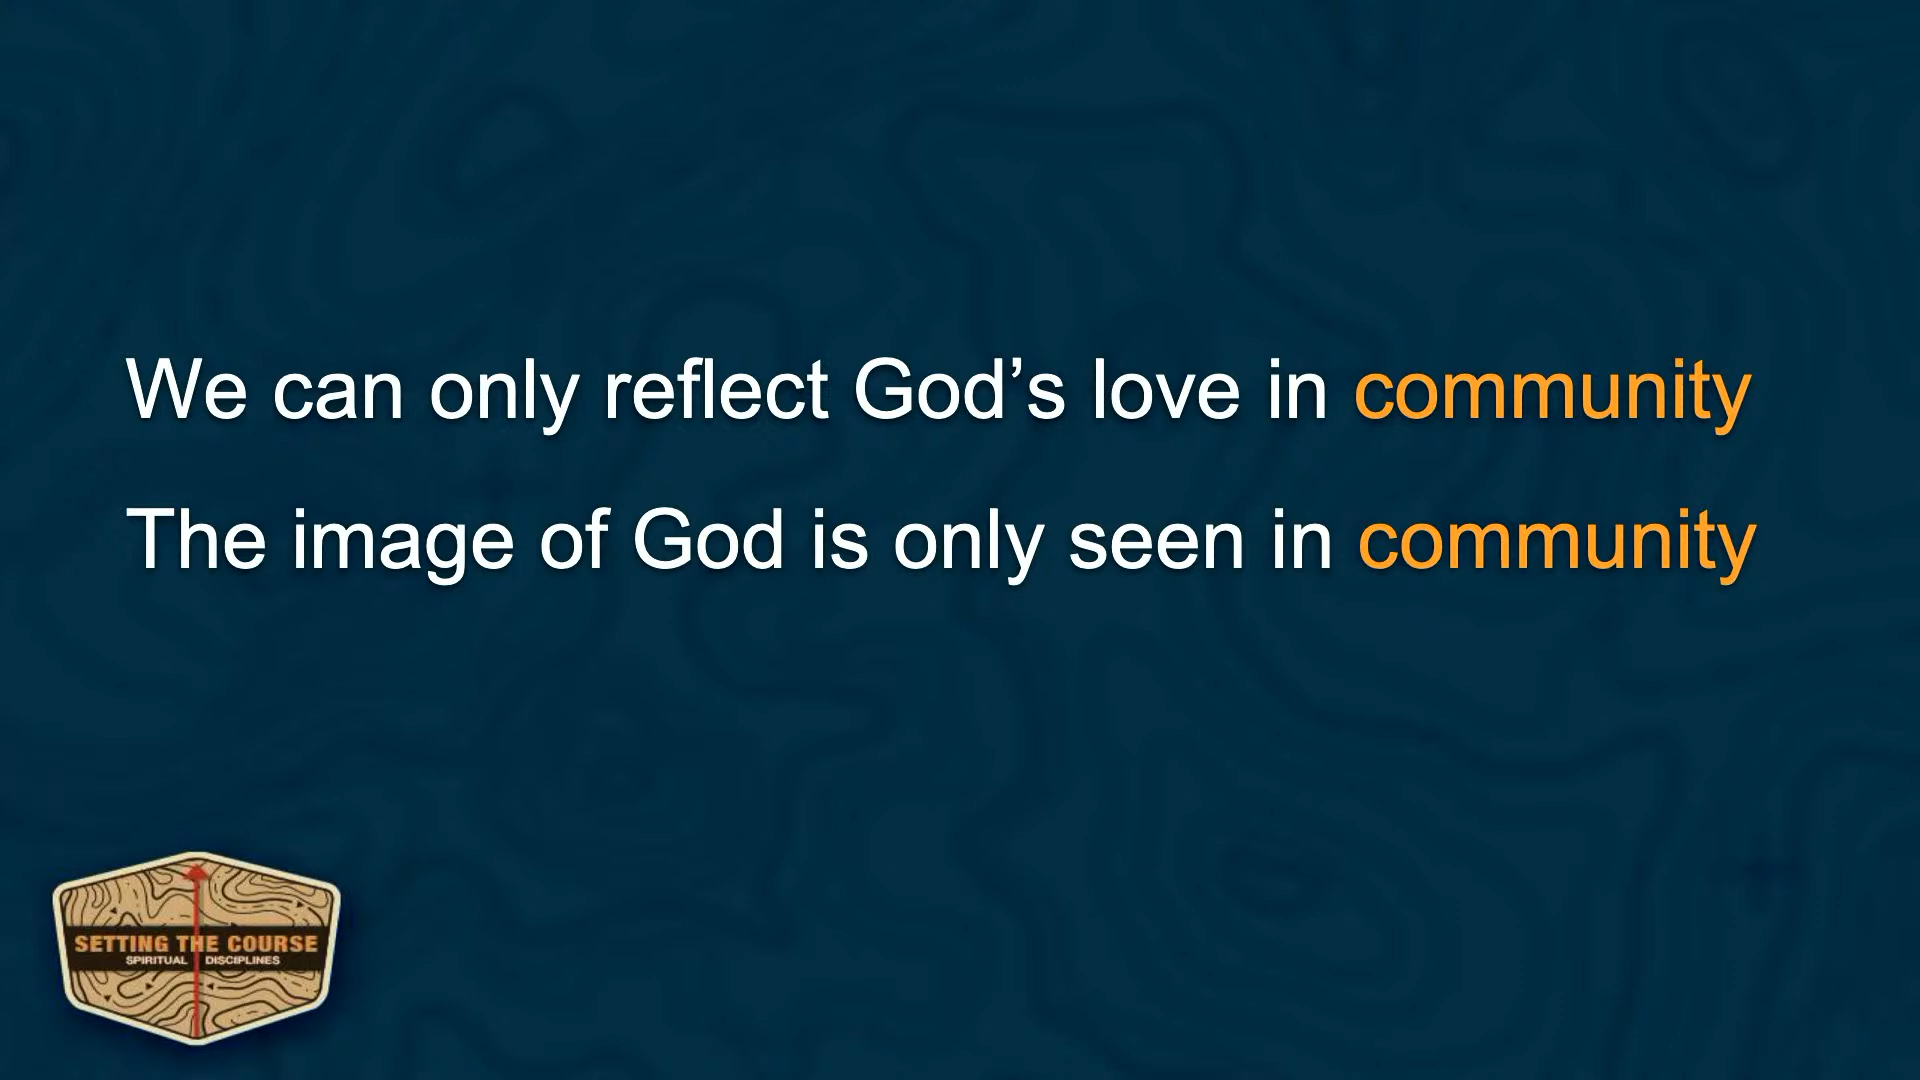 We can only reflect God’s love in community
The image of God is only seen in community
SETTING THE COURSE
SPIRITUAL DISCIPLINES